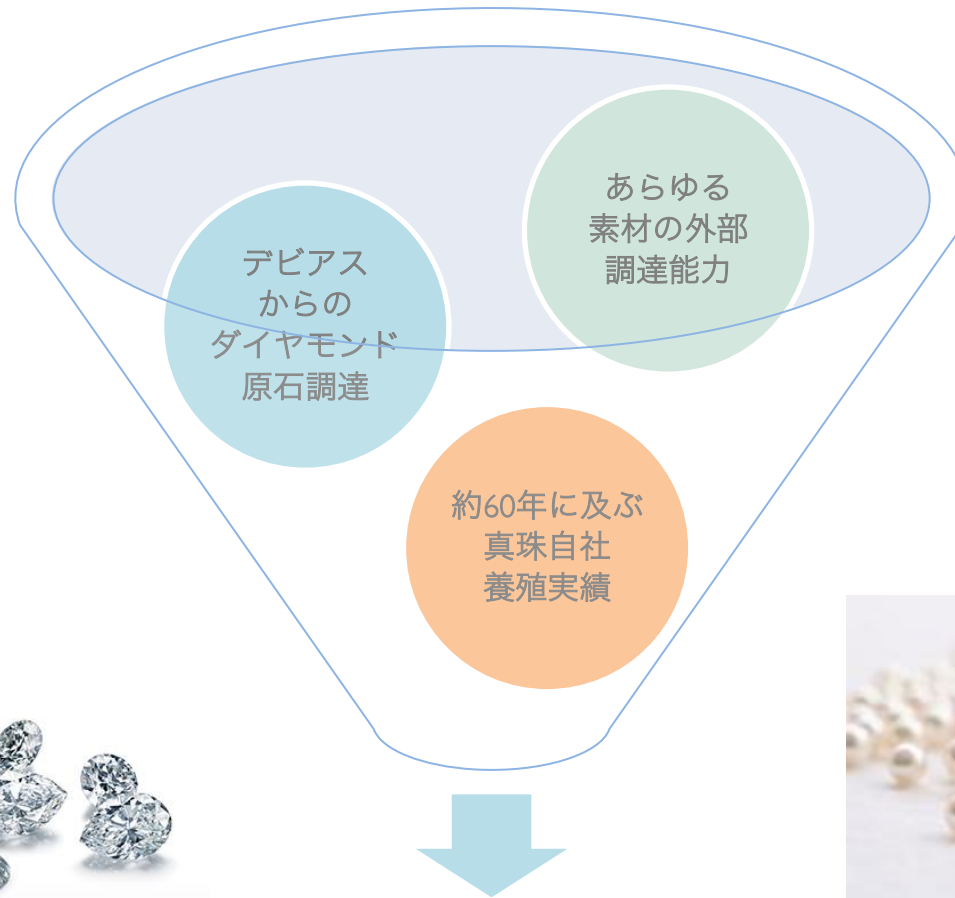 あらゆる
素材の外部
調達能力
デビアス
からの
ダイヤモンド
原石調達
約60年に及ぶ
真珠自社
養殖実績